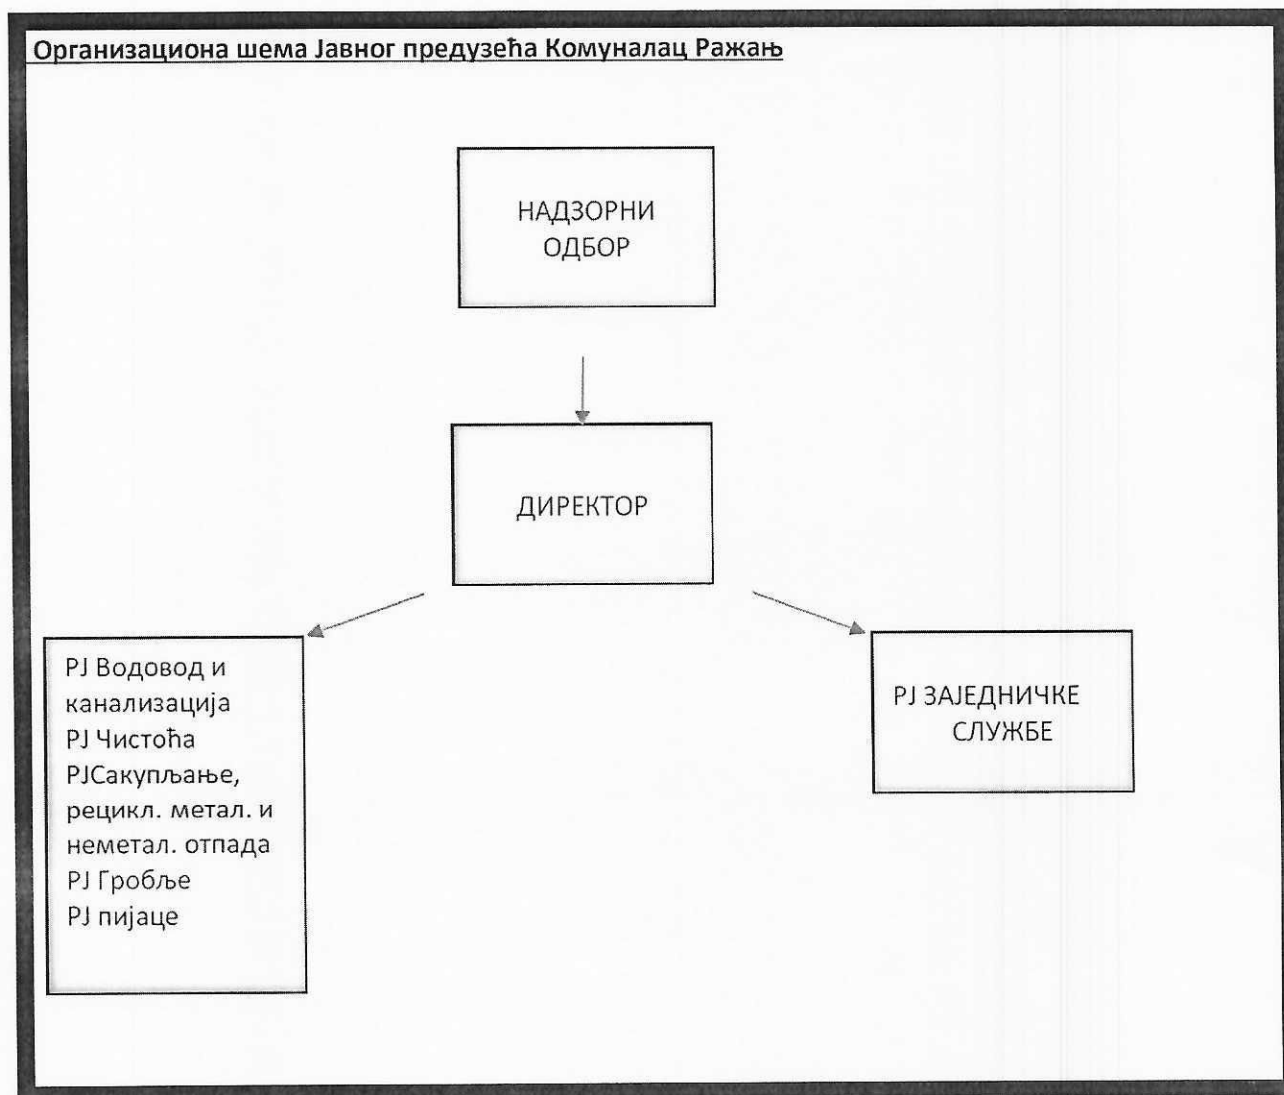 Организациона шема Јавног предузећа Комуналац Ражањ
НАДЗОРНИ
ОДБОР
ДИРЕКТОР
РЈ Водовод и
канализација
РЈ Чистоћа
РЈСакупљање,
рецикл. метал. и
неметал. отпада
РЈ Гробље
РЈ пијаце
РЈ ЗАЈЕДНИЧКЕ
СЛУЖБЕ